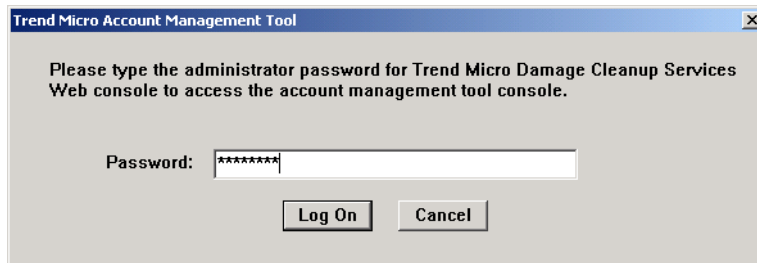 Trend Micro Account Management Tool
Please type the administrator password for Trend Micro Damage Cleanup Services
Web console to access the account management tool console.
Password: ********
Log On Cancel